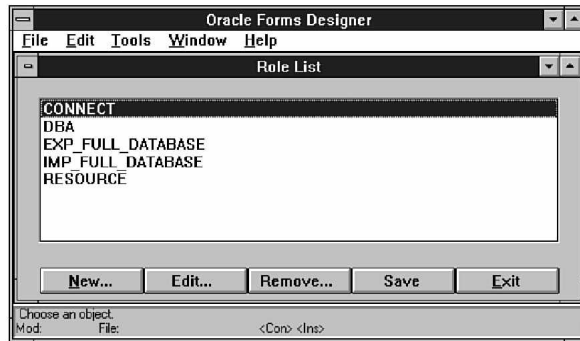 Oracle Forms Designer
File Edit Tools Window Help
Role List
CONNECT
DBA
EXP_FULL_DATABASE
IMP_FULL_DATABASE
RESOURCE
New... Edit... Remove... Save Exit
Choose an object.
Mod: File: <Con> <Ins>